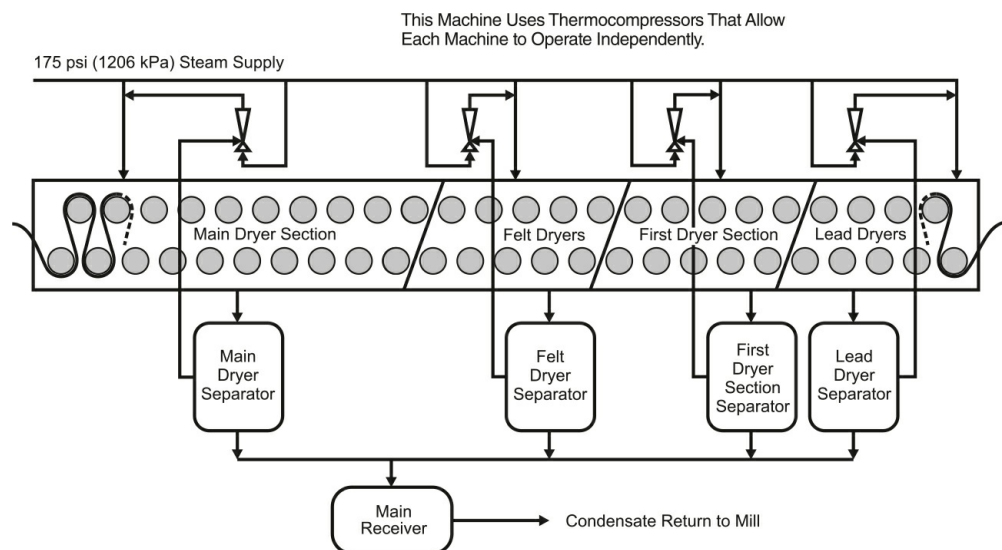 This Machine Uses Thermocompressors That Allow
Each Machine to Operate Independently.
175 psi (1206 kPa) Steam Supply
Main Dryer Section
Felt Dryers
First Dryer Section
Lead Dryers
Main
Dryer
Separator
Felt
Dryer
Separator
First
Dryer
Section
Separator
Lead
Dryer
Separator
Main
Receiver
Condensate Return to Mill